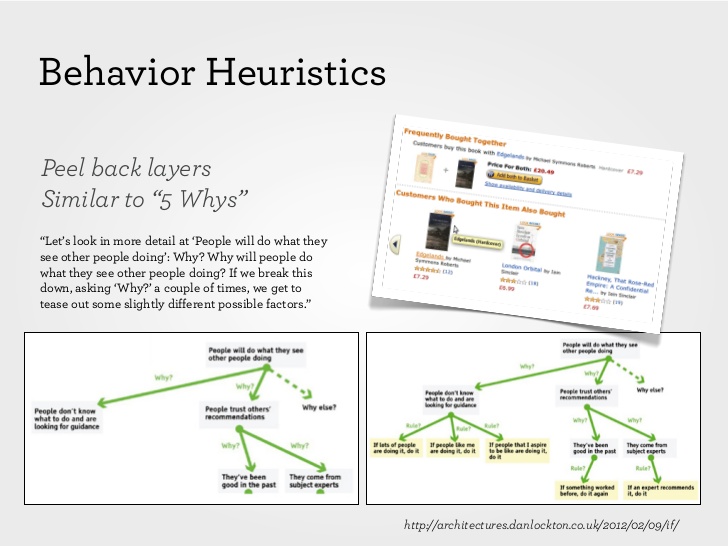 Behavior Heuristics
Peel back layers
Similar to “5 Whys”
“Let’s look in more detail at ‘People will do what they
see other people doing’: Why? Why will people do
what they see other people doing? If we break this
down, asking ‘Why?’ a couple of times, we get to
tease out some slightly different possible factors.”
Frequently Bought Together
Customers buy this book with Edgelands by Michael Symmons Roberts Hardcover £7.29
+
Price For Both: £20.49
Add both to Basket
Show availability and delivery details
Customers Who Bought This Item Also Bought
Edgelands (Hardcover)
Edgelands by Michael
Symmons Roberts
(12)
£7.29
London Orbital by Iain
Sinclair
(18)
£6.99
Hackney, That Rose-Red
Empire: A Confidential
Re... by Iain Sinclair
(10)
£7.99
People will do what they see
other people doing
Why?
Why?
People don't know
what to do and are
looking for guidance
People trust others'
recommendations
Why else?
Why?
Why?
They've been
good in the past
They come from
subject experts
People will do what they see
other people doing
Why?
Why?
People don't know
what to do and are
looking for guidance
People trust others'
recommendations
Why else?
Rule?
Rule?
Rule?
Why?
Why?
If lots of people
are doing it, do it
If people like me
are doing it, do it
If people that I aspire
to be like are doing it,
do it
They've been
good in the past
They come from
subject experts
Rule?
Rule?
If something worked
before, do it again
If an expert recommends
it, do it
http://architectures.danlockton.co.uk/2012/02/09/if/